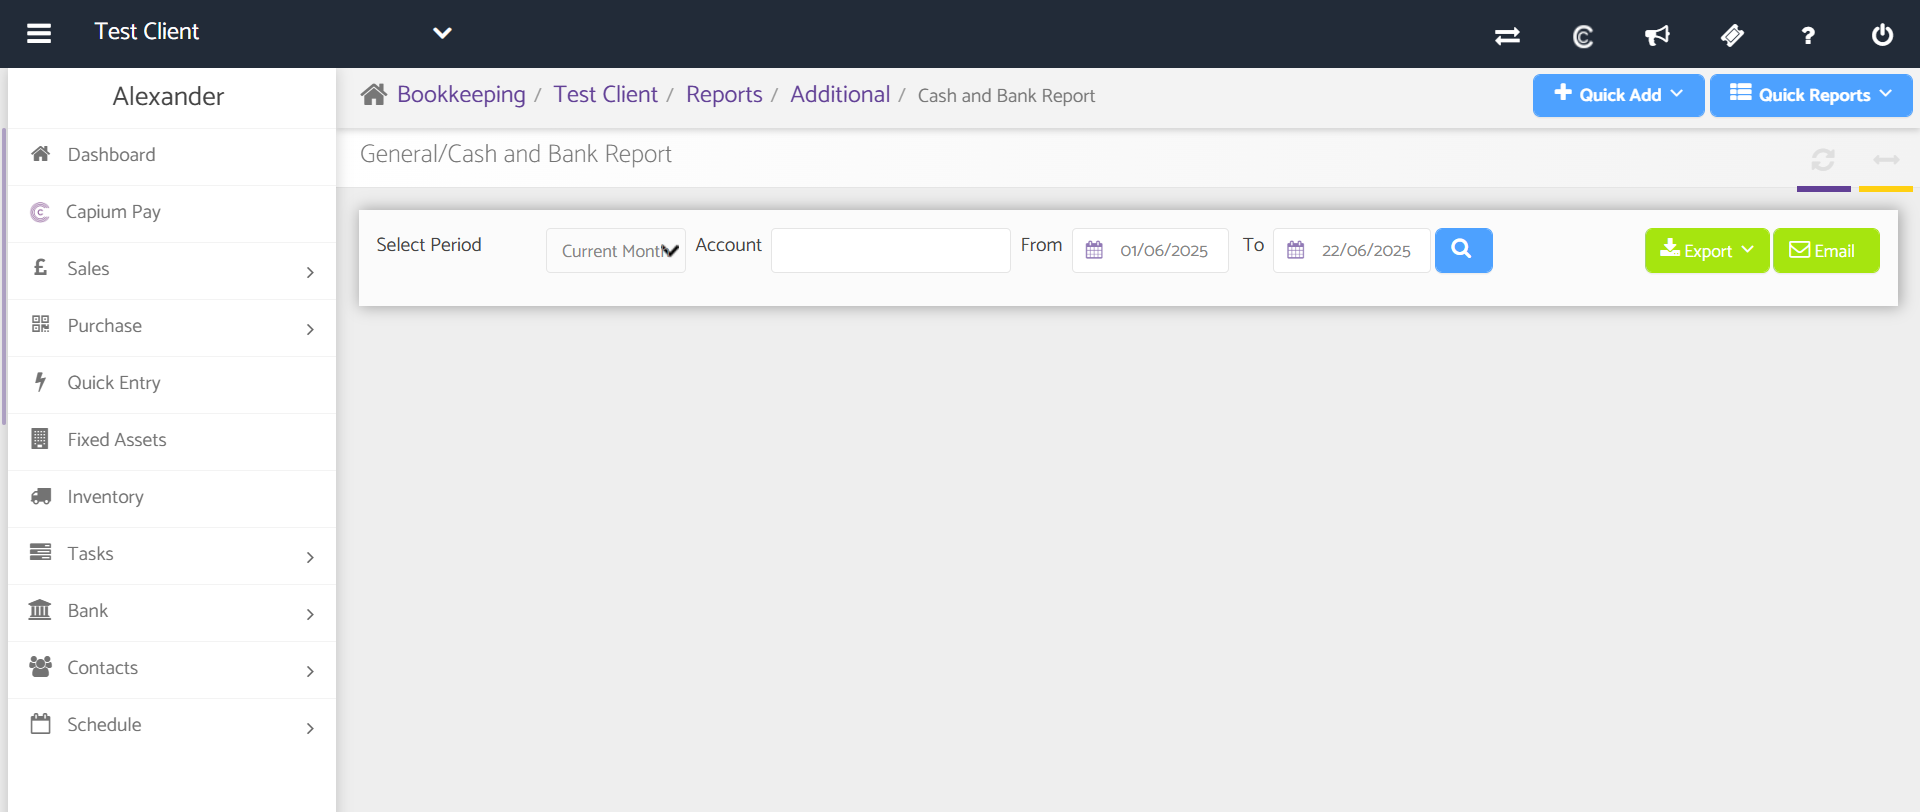 Test Client
Alexander
Bookkeeping / Test Client / Reports / Additional / Cash and Bank Report
+ Quick Add
Quick Reports
General/Cash and Bank Report
Dashboard
Capium Pay
£ Sales
Purchase
Quick Entry
Fixed Assets
Inventory
Tasks
Bank
Contacts
Schedule
Select Period
Current Month
Account
From
01/06/2025
To
22/06/2025
Export
Email